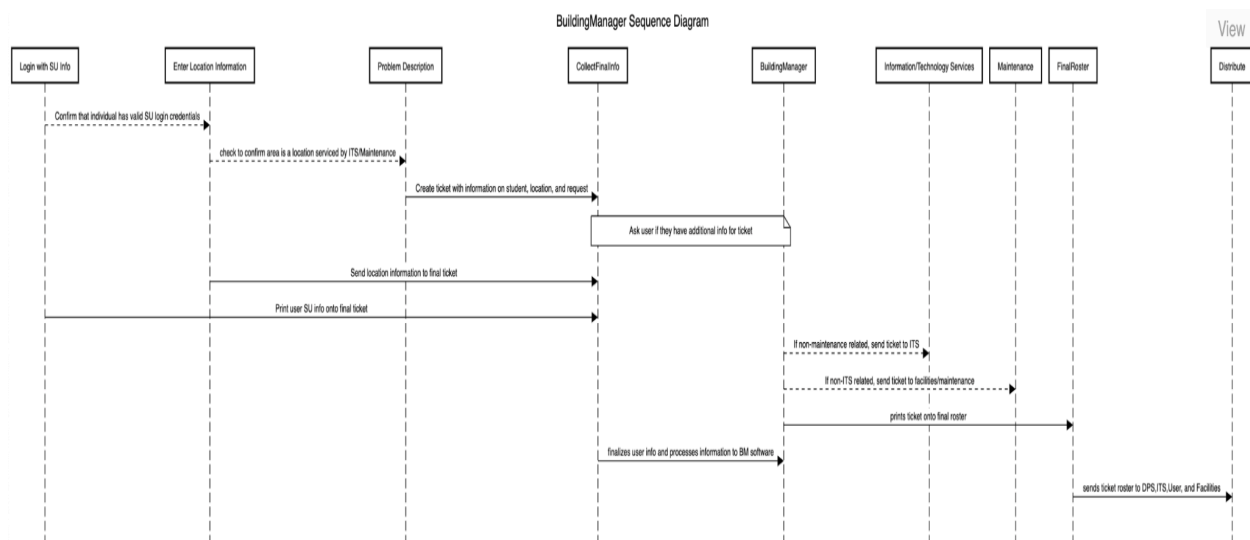 BuildingManager Sequence Diagram
View
Login with SU Info
Enter Location Information
Problem Description
CollectFinalInfo
BuildingManager
Information/Technology Services
Maintenance
FinalRoster
Distribute
Confirm that individual has valid SU login credentials
check to confirm area is a location serviced by ITS/Maintenance
Create ticket with information on student, location, and request
Ask user if they have additional info for ticket
Send location information to final ticket
Print user SU info onto final ticket
If non-maintenance related, send ticket to ITS
If non-ITS related, send ticket to facilities/maintenance
prints ticket onto final roster
finalizes user info and processes information to BM software
sends ticket roster to DPS,ITS,User, and Facilities